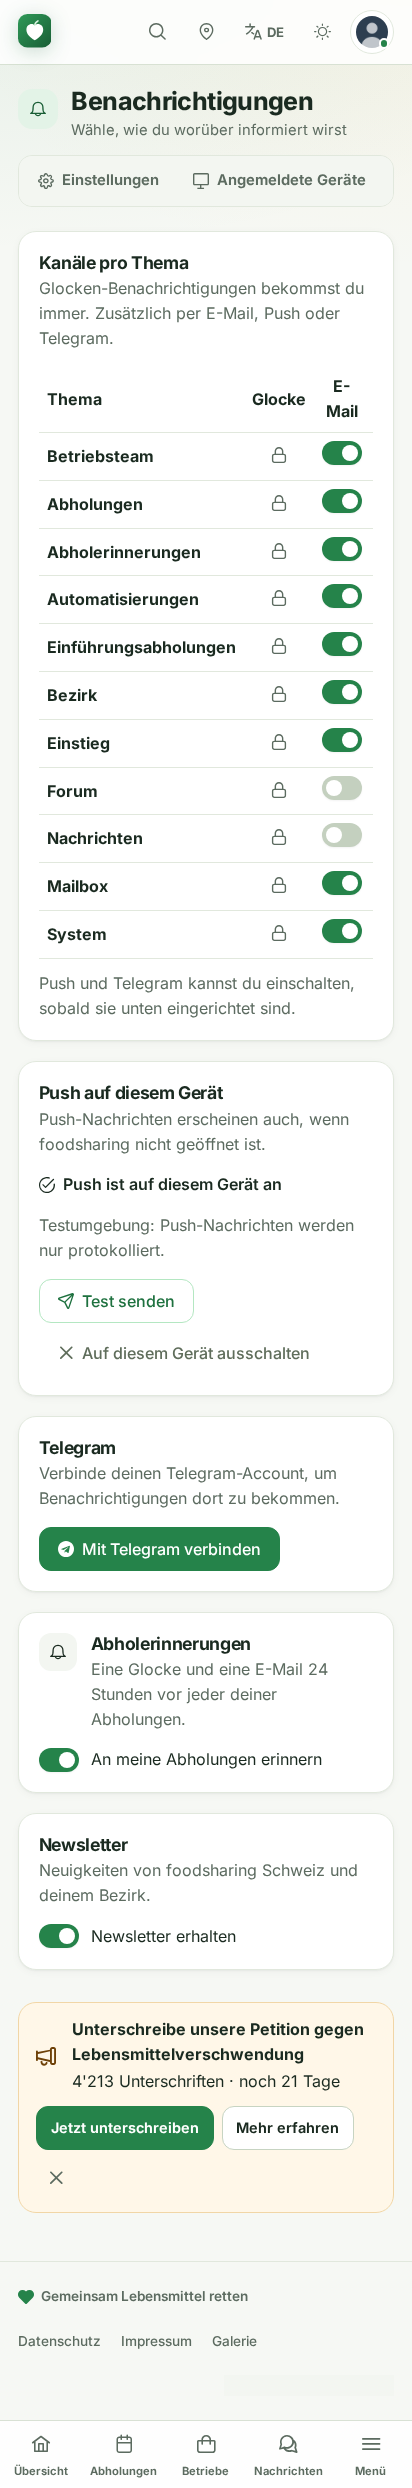 DE
Benachrichtigungen
Wähle, wie du worüber informiert wirst
Einstellungen
Angemeldete Geräte
Kanäle pro Thema
Glocken-Benachrichtigungen bekommst du
immer. Zusätzlich per E-Mail, Push oder
Telegram.
Thema Glocke E-
Mail
Betriebsteam
Abholungen
Abholerinnerungen
Automatisierungen
Einführungsabholungen
Bezirk
Einstieg
Forum
Nachrichten
Mailbox
System
Push und Telegram kannst du einschalten,
sobald sie unten eingerichtet sind.
Push auf diesem Gerät
Push-Nachrichten erscheinen auch, wenn
foodsharing nicht geöffnet ist.
Push ist auf diesem Gerät an
Testumgebung: Push-Nachrichten werden
nur protokolliert.
Test senden
Auf diesem Gerät ausschalten
Telegram
Verbinde deinen Telegram-Account, um
Benachrichtigungen dort zu bekommen.
Mit Telegram verbinden
Abholerinnerungen
Eine Glocke und eine E-Mail 24
Stunden vor jeder deiner
Abholungen.
An meine Abholungen erinnern
Newsletter
Neuigkeiten von foodsharing Schweiz und
deinem Bezirk.
Newsletter erhalten
Unterschreibe unsere Petition gegen
Lebensmittelverschwendung
4'213 Unterschriften · noch 21 Tage
Jetzt unterschreiben
Mehr erfahren
Gemeinsam Lebensmittel retten
Datenschutz Impressum Galerie
Übersicht Abholungen Betriebe Nachrichten Menü